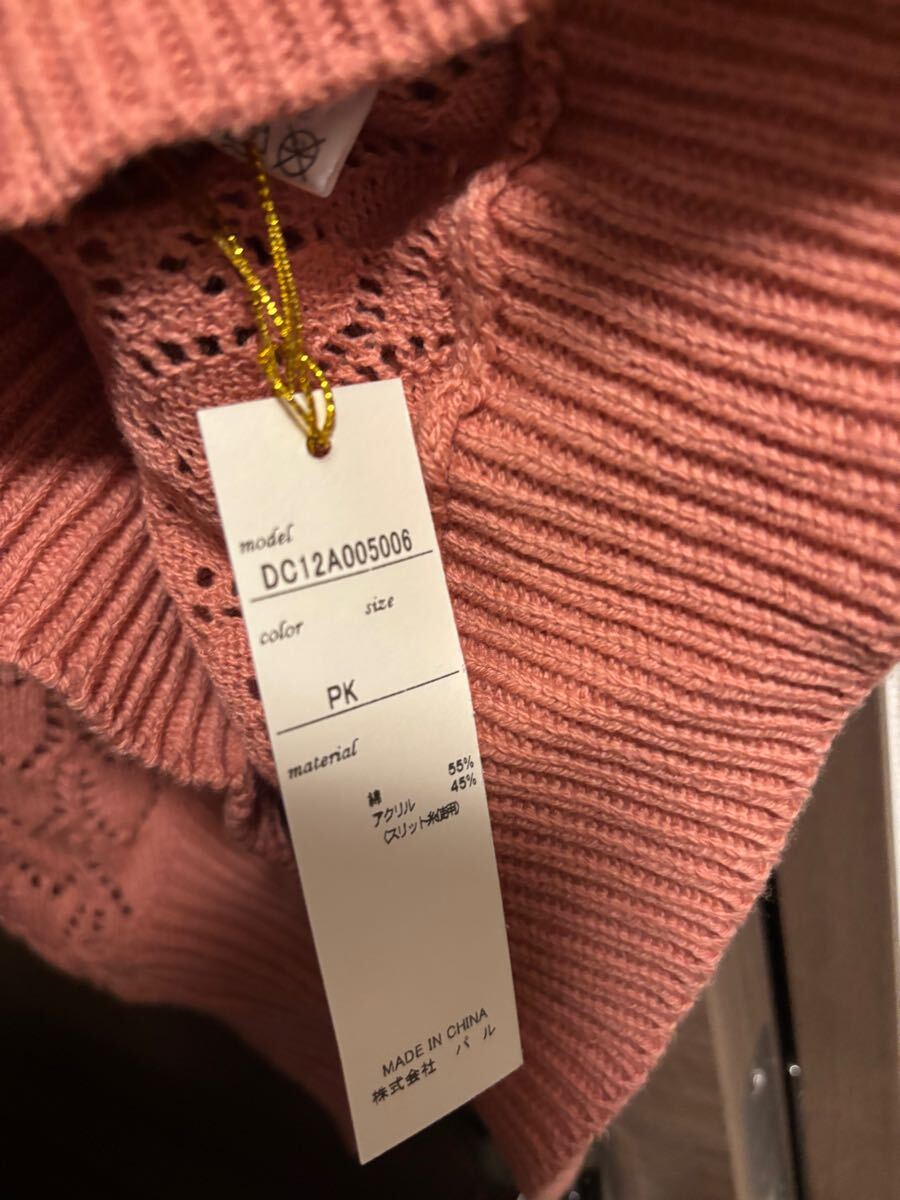 model
DC12A005006
color size
PK
material
綿 55%
アクリル 45%
(スリット糸使用)
MADE IN CHINA
株式会社 パル